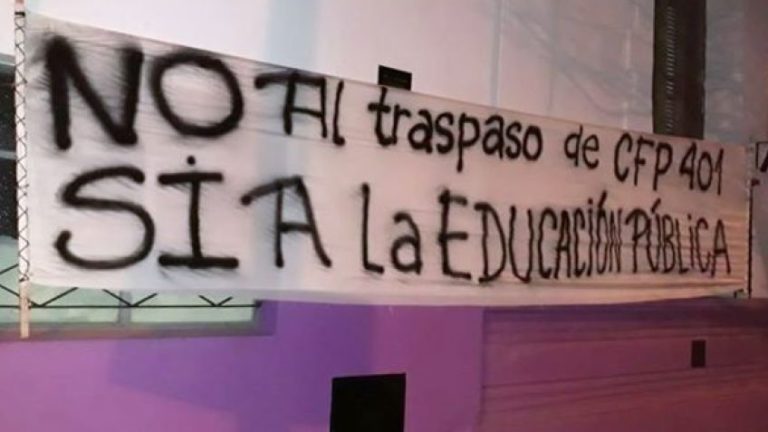 NO Al traspaso de CFP 401
SI A la EDUCACIÓN PÚBLICA